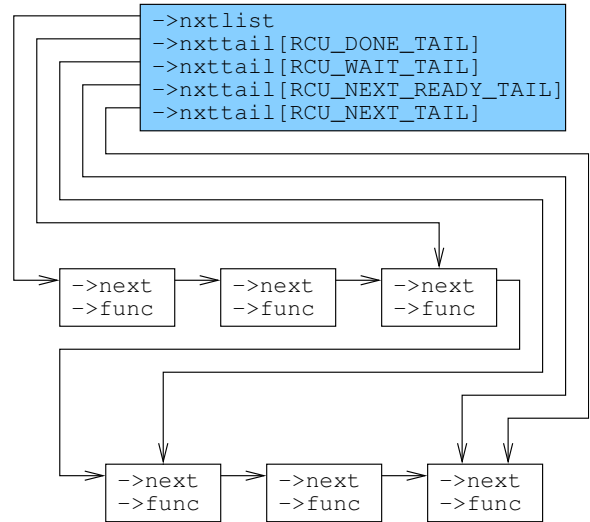 ->nxtlist
->nxttail[RCU_DONE_TAIL]
->nxttail[RCU_WAIT_TAIL]
->nxttail[RCU_NEXT_READY_TAIL]
->nxttail[RCU_NEXT_TAIL]
->next
->func
->next
->func
->next
->func
->next
->func
->next
->func
->next
->func